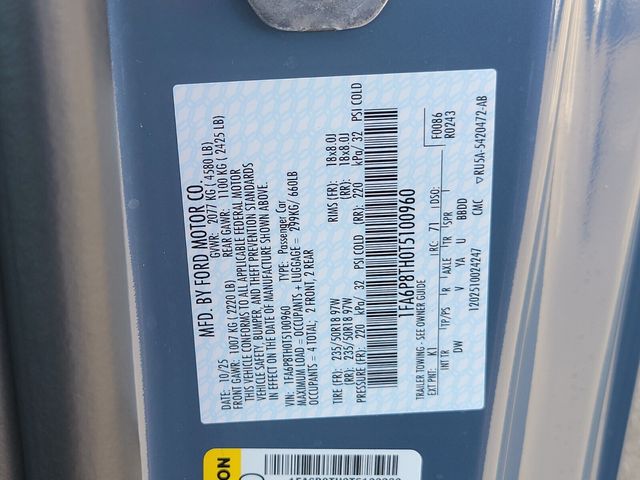 MFD. BY FORD MOTOR CO.
10/25 GVWR: 2077 KG ( 4580 LB)
FRONT GAWR: 1007 KG ( 2220 LB) REAR GAWR: 1100 KG ( 2425 LB)
THIS VEHICLE CONFORMS TO ALL APPLICABLE FEDERAL MOTOR
VEHICLE SAFETY, BUMPER, AND THEFT PREVENTION STANDARDS
IN EFFECT ON THE DATE OF MANUFACTURE SHOWN ABOVE.
VIN: 1FA6P8TH0T5100960 TYPE: Passenger Car
MAXIMUM LOAD = OCCUPANTS + LUGGAGE = 299KG/ 660LB
OCCUPANTS = 4 TOTAL; 2 FRONT, 2 REAR
TIRE (FR): 235/50R18 97W RIMS (FR): 18x8.0J
(RR): 235/50R18 97W (RR): 18x8.0J
PRESSURE (FR): 220 kPa/ 32 PSI COLD (RR): 220 kPa/ 32 PSI COLD
1FA6P8TH0T5100960
TRAILER TOWING - SEE OWNER GUIDE F0086
EXT PNT: K1 RC: 71 DSO: R0243
INT TR TP/PS R AXLE TR SPR
DW V YA U BBDD
1202510024247 CMC ▽RU5A-5420472-AB
ON